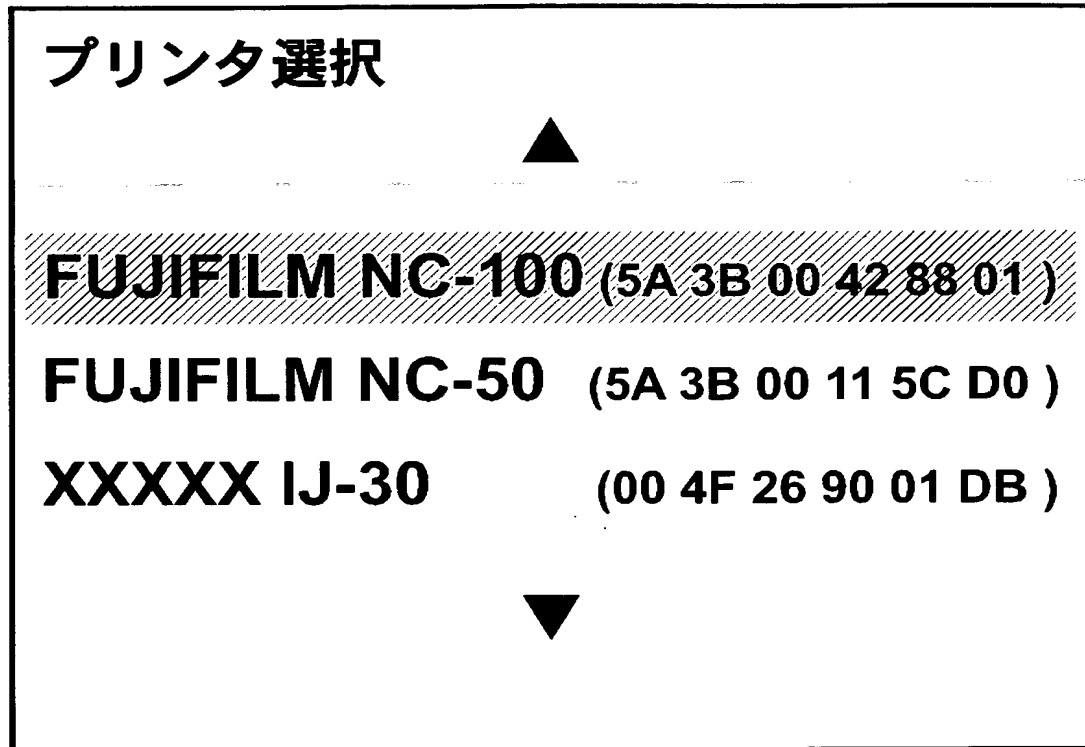 プリンタ選択
▲
FUJIFILM NC-100 (5A 3B 00 42 88 01 )
FUJIFILM NC-50 (5A 3B 00 11 5C D0 )
XXXXX IJ-30 (00 4F 26 90 01 DB )
▼